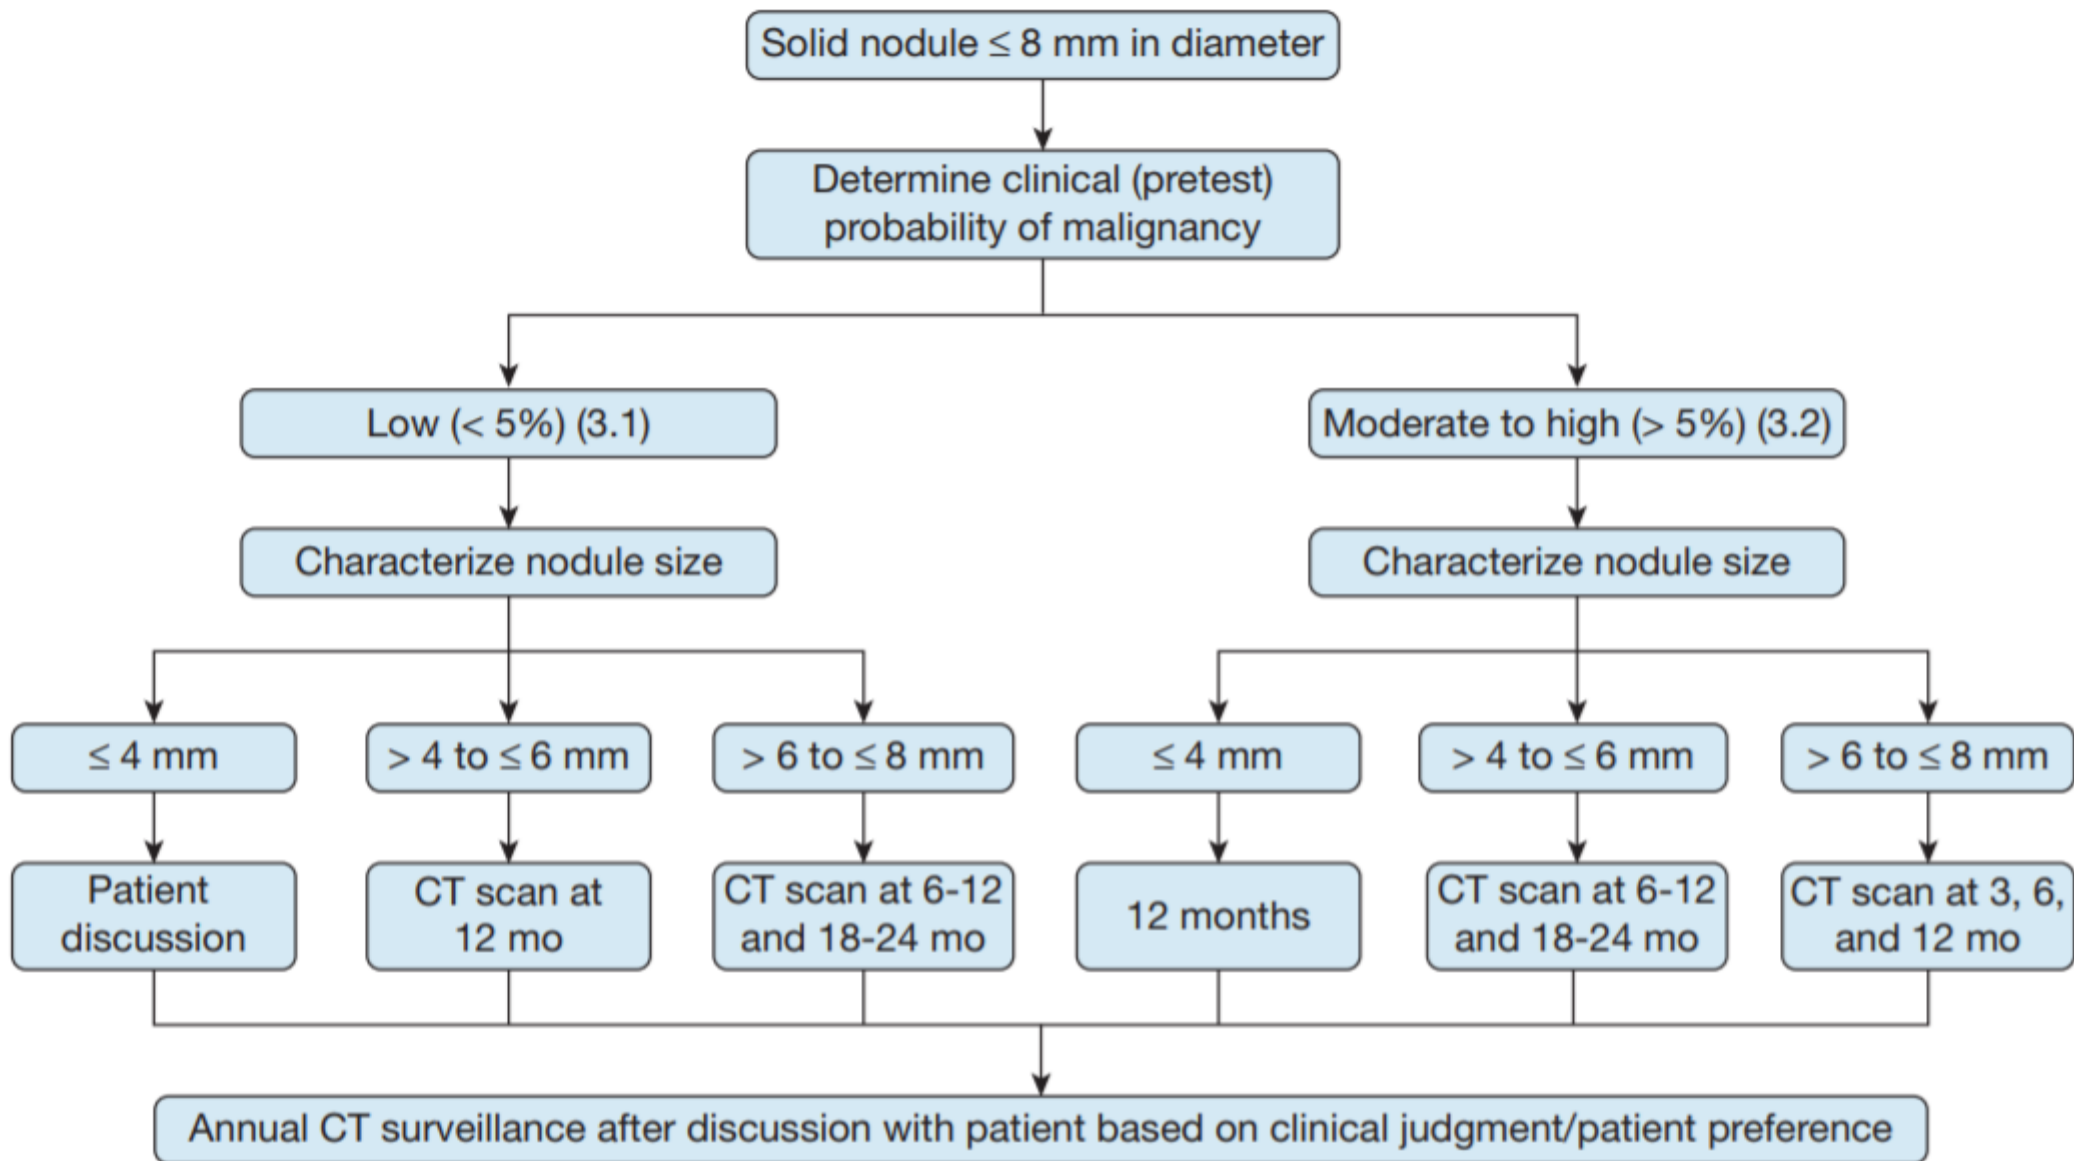 Solid nodule ≤ 8 mm in diameter
Determine clinical (pretest)
probability of malignancy
Low (< 5%) (3.1)
Moderate to high (> 5%) (3.2)
Characterize nodule size
Characterize nodule size
≤ 4 mm
> 4 to ≤ 6 mm
> 6 to ≤ 8 mm
≤ 4 mm
> 4 to ≤ 6 mm
> 6 to ≤ 8 mm
Patient
discussion
CT scan at
12 mo
CT scan at 6-12
and 18-24 mo
12 months
CT scan at 6-12
and 18-24 mo
CT scan at 3, 6,
and 12 mo
Annual CT surveillance after discussion with patient based on clinical judgment/patient preference